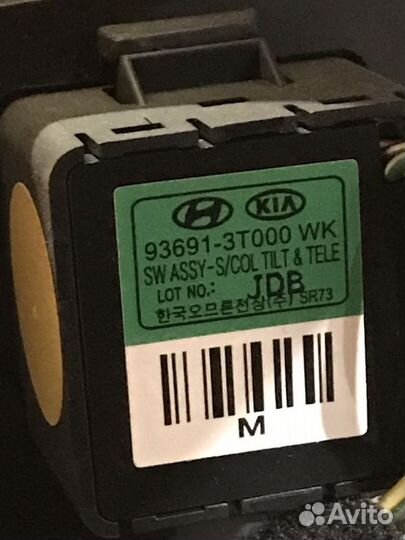 KIA
93691-3T000 WK
SW ASSY-S/COL TILT & TELE
LOT NO.: JDB
한국오므론전장(주) SR73
M
Avito